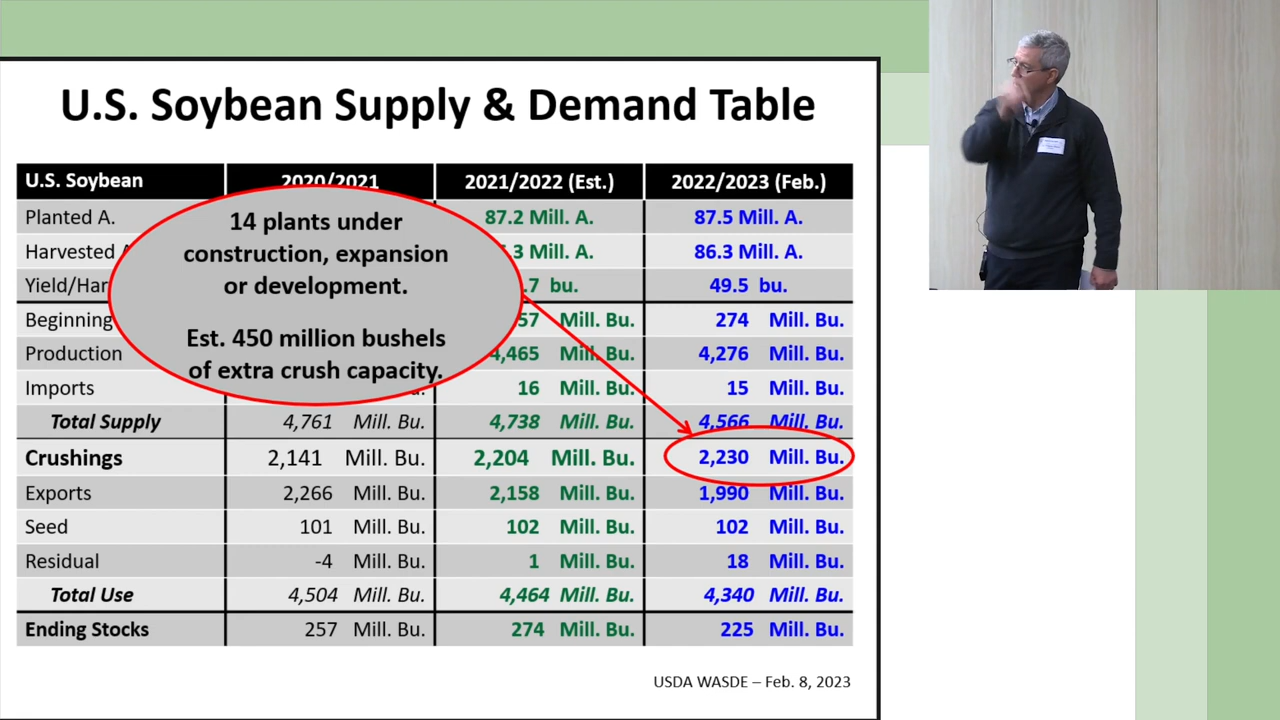 U.S. Soybean Supply & Demand Table
U.S. Soybean 2020/2021 2021/2022 (Est.) 2022/2023 (Feb.)
Planted A. 87.2 Mill. A. 87.5 Mill. A.
Harvested .3 Mill. A. 86.3 Mill. A.
Yield/Har .7 bu. 49.5 bu.
Beginning 57 Mill. Bu. 274 Mill. Bu.
Production 4,465 Mill. Bu. 4,276 Mill. Bu.
Imports 16 Mill. Bu. 15 Mill. Bu.
Total Supply 4,761 Mill. Bu. 4,738 Mill. Bu. 4,566 Mill. Bu.
Crushings 2,141 Mill. Bu. 2,204 Mill. Bu. 2,230 Mill. Bu.
Exports 2,266 Mill. Bu. 2,158 Mill. Bu. 1,990 Mill. Bu.
Seed 101 Mill. Bu. 102 Mill. Bu. 102 Mill. Bu.
Residual -4 Mill. Bu. 1 Mill. Bu. 18 Mill. Bu.
Total Use 4,504 Mill. Bu. 4,464 Mill. Bu. 4,340 Mill. Bu.
Ending Stocks 257 Mill. Bu. 274 Mill. Bu. 225 Mill. Bu.
14 plants under
construction, expansion
or development.
Est. 450 million bushels
of extra crush capacity.
USDA WASDE – Feb. 8, 2023